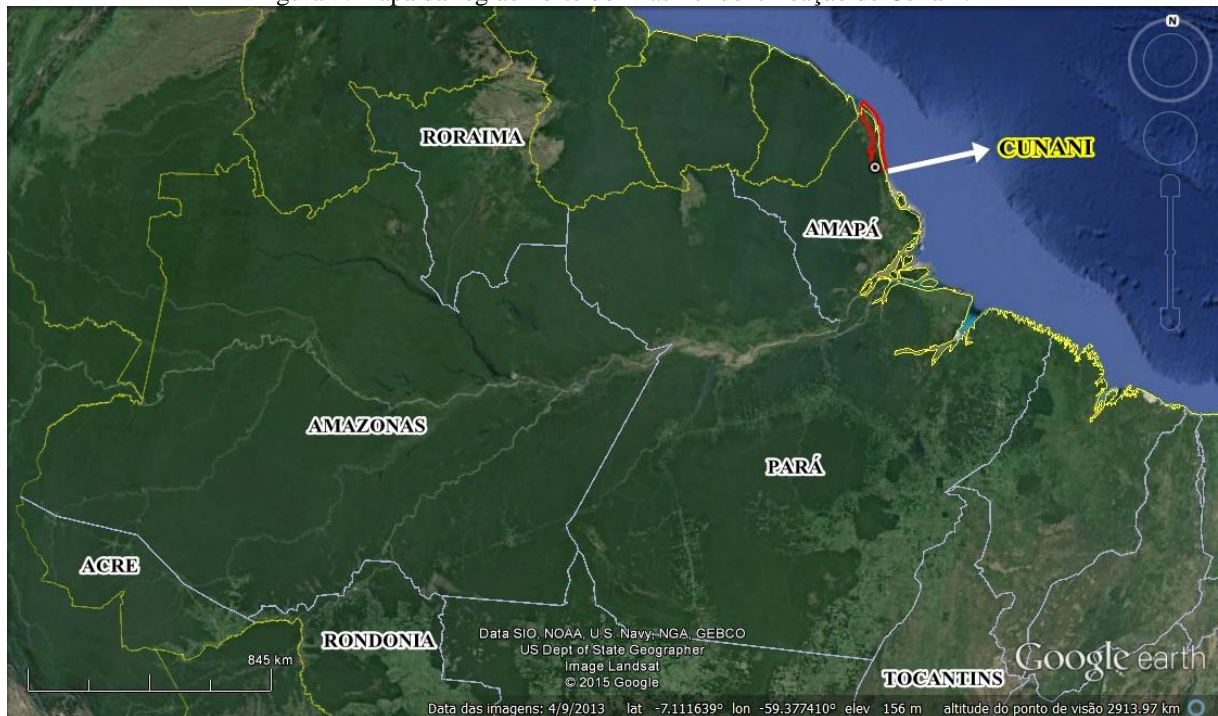 N
RORAIMA
CUNANI
AMAPÁ
AMAZONAS
PARÁ
ACRE
RONDONIA
Data SIO, NOAA, U.S. Navy, NGA, GEBCO
US Dept of State Geographer
Image Landsat
© 2015 Google
845 km
Google earth
TOCANTINS
Data das imagens: 4/9/2013 lat -7.111639° lon -59.377410° elev 156 m altitude do ponto de visão 2913.97 km